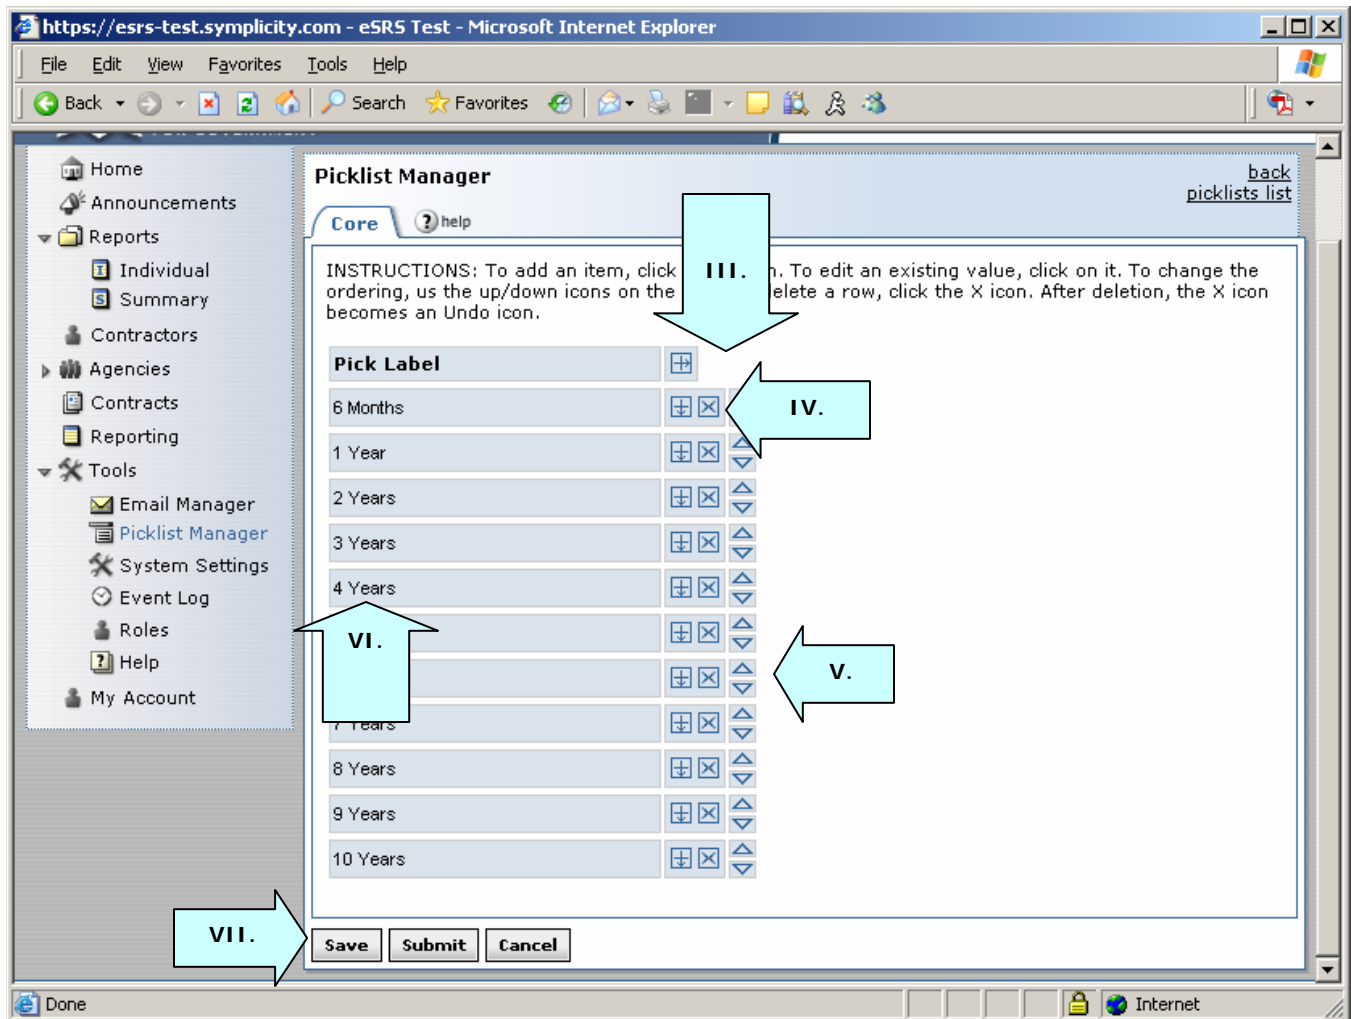 https://esrs-test.symplicity.com - eSRS Test - Microsoft Internet Explorer
File Edit View Favorites Tools Help
Back Search Favorites
Home
Announcements
Reports
Individual
Summary
Contractors
Agencies
Contracts
Reporting
Tools
Email Manager
Picklist Manager
System Settings
Event Log
Roles
Help
My Account
Picklist Manager
back
picklists list
Core help
INSTRUCTIONS: To add an item, click III. To edit an existing value, click on it. To change the
ordering, us the up/down icons on the delete a row, click the X icon. After deletion, the X icon
becomes an Undo icon.
Pick Label
6 Months
IV.
1 Year
2 Years
3 Years
4 Years
VI.
V.
7 Years
8 Years
9 Years
10 Years
VII.
Save Submit Cancel
Done Internet